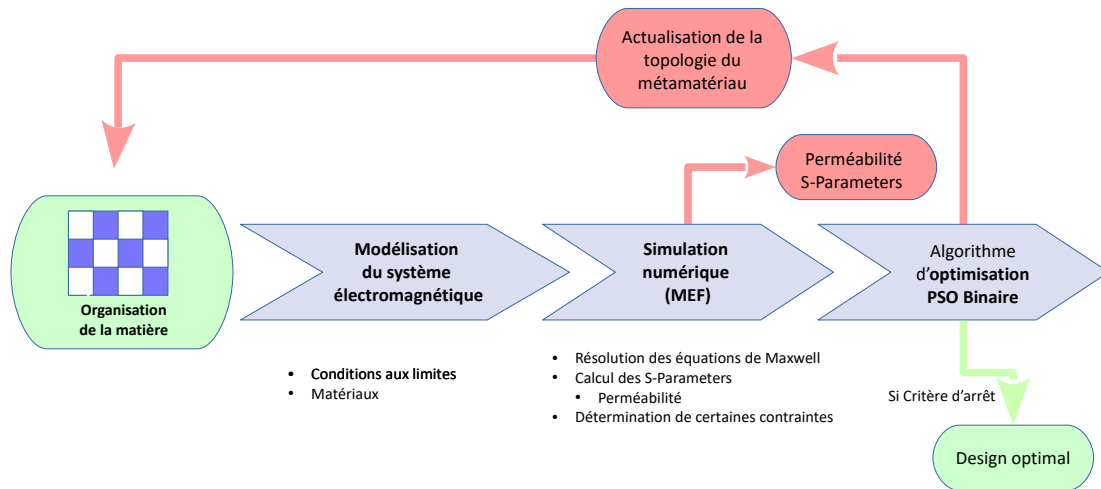 Actualisation de la
topologie du
métamatériau
Perméabilité
S-Parameters
Organisation
de la matière
Modélisation
du système
électromagnétique
Simulation
numérique
(MEF)
Algorithme
d'optimisation
PSO Binaire
• Conditions aux limites
• Matériaux
• Résolution des équations de Maxwell
• Calcul des S-Parameters
• Perméabilité
• Détermination de certaines contraintes
Si Critère d'arrêt
Design optimal